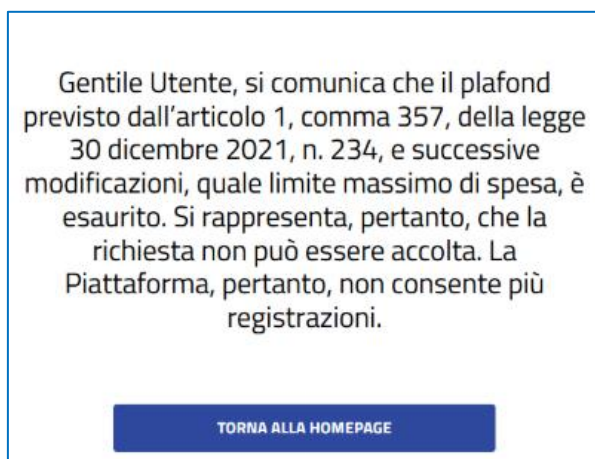 Gentile Utente, si comunica che il plafond
previsto dall'articolo 1, comma 357, della legge
30 dicembre 2021, n. 234, e successive
modificazioni, quale limite massimo di spesa, è
esaurito. Si rappresenta, pertanto, che la
richiesta non può essere accolta. La
Piattaforma, pertanto, non consente più
registrazioni.
TORNA ALLA HOMEPAGE